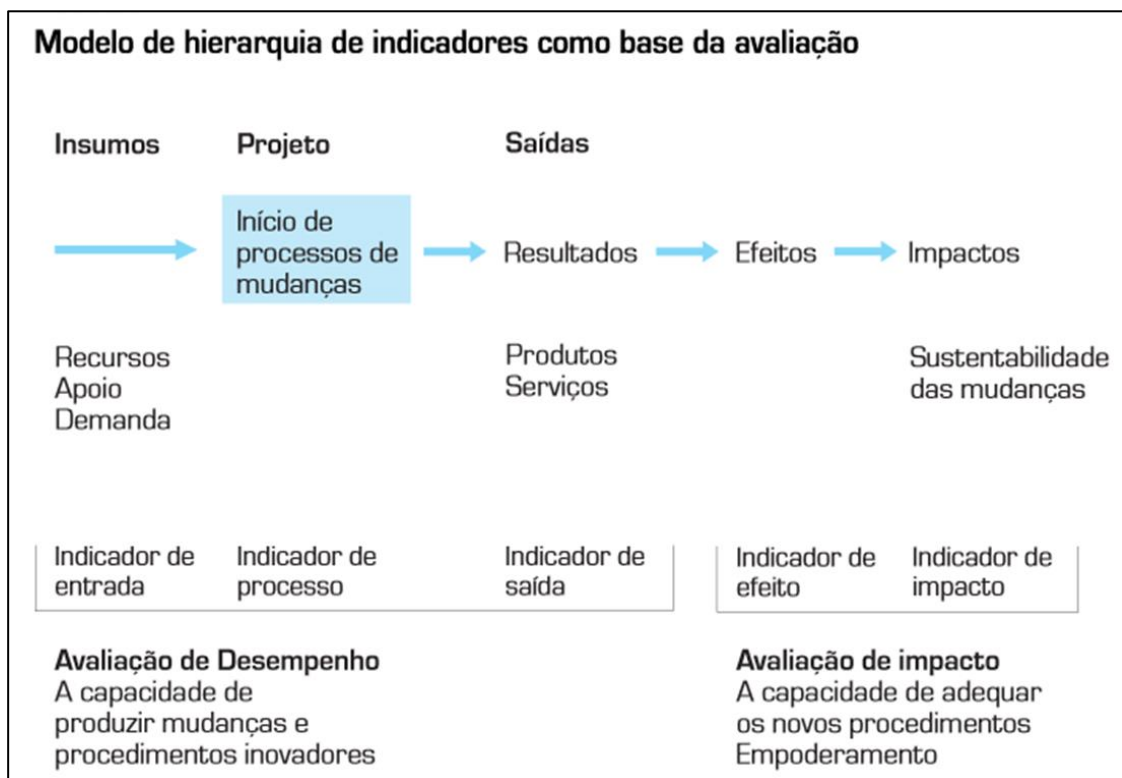 Modelo de hierarquia de indicadores como base da avaliação
Insumos
Projeto
Saídas
Início de
processos de
mudanças
Resultados
Efeitos
Impactos
Recursos
Apoio
Demanda
Produtos
Serviços
Sustentabilidade
das mudanças
Indicador de
entrada
Indicador de
processo
Indicador de
saída
Indicador de
efeito
Indicador de
impacto
Avaliação de Desempenho
A capacidade de
produzir mudanças e
procedimentos inovadores
Avaliação de impacto
A capacidade de adequar
os novos procedimentos
Empoderamento